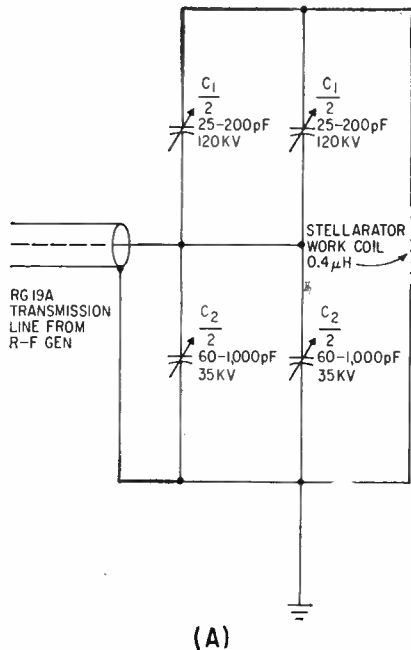 C1
2
25-200pF
120KV
C1
2
25-200pF
120KV
STELLARATOR
WORK COIL
0.4μH
RG 19A
TRANSMISSION
LINE FROM
R-F GEN
C2
2
60-1,000pF
35KV
C2
2
60-1,000pF
35KV
(A)